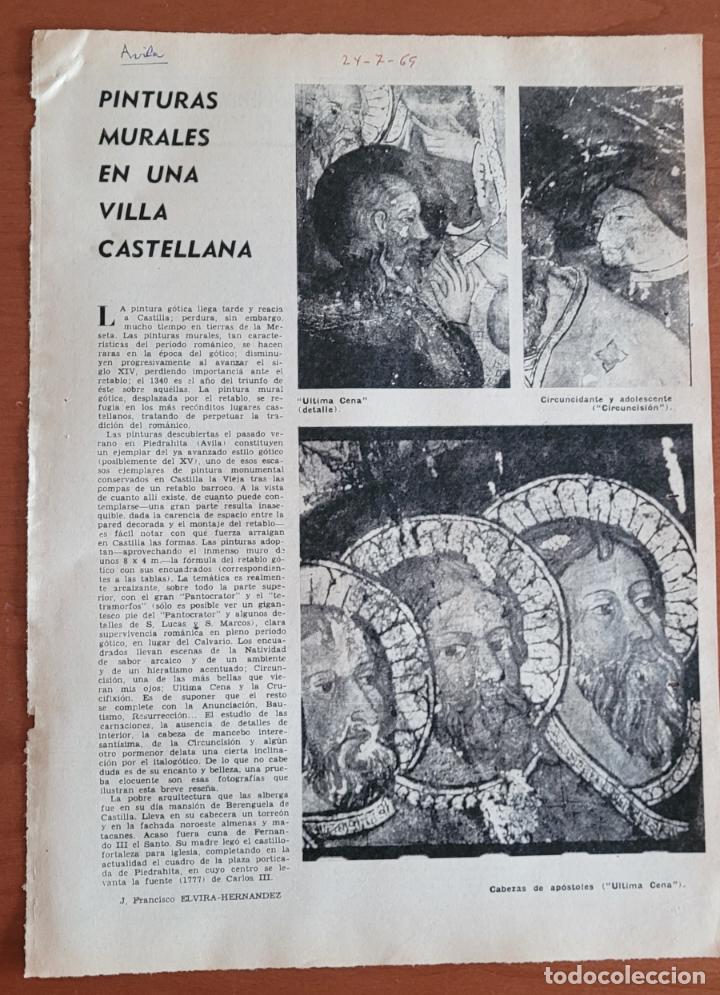 Avila
24-7-69
PINTURAS
MURALES
EN UNA
VILLA
CASTELLANA
LA pintura gótica llega tarde y reacia
a Castilla; perdura, sin embargo,
mucho tiempo en tierras de la Me-
seta. Las pinturas murales, tan carac-
terísticas del período románico, se hacen
raras en la época del gótico; disminu-
yen progresivamente al avanzar el si-
glo XIV, perdiendo importancia ante el
retablo; el 1340 es el año del triunfo de
éste sobre aquéllas. La pintura mural
gótica, desplazada por el retablo, se re-
fugia en los más recónditos lugares cas-
tellanos, tratando de perpetuar la tra-
dición del románico.
Las pinturas descubiertas el pasado ve-
rano en Piedrahita (Avila) constituyen
un ejemplar del ya avanzado estilo gótico
(posiblemente del XV), uno de esos esca-
sos ejemplares de pintura monumental
conservados en Castilla la Vieja tras las
pompas de un retablo barroco. A la vista
de cuanto allí existe, de cuanto puede con-
templarse—una gran parte resulta inase-
quible, dada la carencia de espacio entre la
pared decorada y el montaje del retablo—
es fácil notar con qué fuerza arraigan
en Castilla las formas. Las pinturas adop-
tan—aprovechando el inmenso muro de
unos 8 x 4 m.—la fórmula del retablo gó-
tico con sus encuadrados (correspondien-
tes a las tablas). La temática es realmen-
te arcaizante, sobre todo la parte supe-
rior, con el gran "Pantocrator" y el "te-
tramorfos" (sólo es posible ver un gigan-
tesco pie del "Pantocrator" y algunos de-
talles de S. Lucas y S. Marcos), clara
supervivencia románica en pleno período
gótico, en lugar del Calvario. Los encua-
drados llevan escenas de la Natividad
de sabor arcaico y de un ambiente
y de un hieratismo acentuado; Circun-
cisión, una de las más bellas que vie-
ran mis ojos; Ultima Cena y la Cru-
cifixión. Es de suponer que el resto
se complete con la Anunciación, Bau-
tismo, Resurrección... El estudio de las
carnaciones, la ausencia de detalles de
interior, la cabeza de mancebo intere-
santísima, de la Circuncisión y algún
otro pormenor delata una cierta inclina-
ción por el italogótico. De lo que no cabe
duda es de su encanto y belleza, una prue-
ba elocuente son esas fotografías que
ilustran esta breve reseña.
La pobre arquitectura que las alberga
fue en su día mansión de Berenguela de
Castilla. Lleva en su cabecera un torreón
y en la fachada noroeste almenas y ma-
tacanes. Acaso fuera cuna de Fernan-
do III el Santo. Su madre legó el castillo-
fortaleza para iglesia, completando en la
actualidad el cuadro de la plaza portica-
da de Piedrahita, en cuyo centro se le-
vanta la fuente (1777) de Carlos III.
J. Francisco ELVIRA-HERNANDEZ
"Ultima Cena"
(detalle).
Circuncidante y adolescente
("Circuncisión").
Cabezas de apóstoles ("Ultima Cena").
todocoleccion